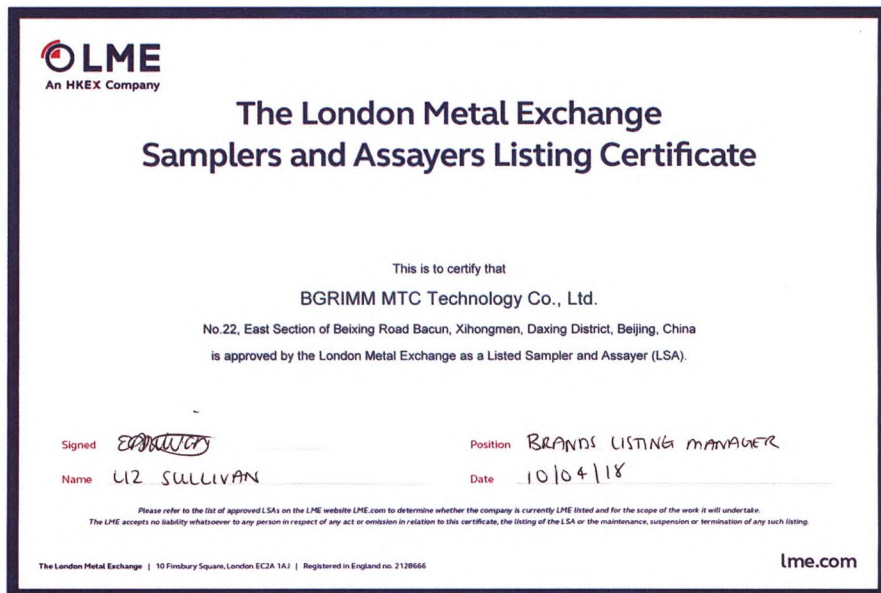 LME
An HKEX Company
The London Metal Exchange
Samplers and Assayers Listing Certificate
This is to certify that
BGRIMM MTC Technology Co., Ltd.
No.22, East Section of Beixing Road Bacun, Xihongmen, Daxing District, Beijing, China
is approved by the London Metal Exchange as a Listed Sampler and Assayer (LSA).
Signed
Position BRANDS LISTING MANAGER
Name LIZ SULLIVAN
Date 10/04/18
Please refer to the list of approved LSAs on the LME website LME.com to determine whether the company is currently LME listed and for the scope of the work it will undertake.
The LME accepts no liability whatsoever to any person in respect of any act or omission in relation to this certificate, the listing of the LSA or the maintenance, suspension or termination of any such listing.
The London Metal Exchange | 10 Finsbury Square, London EC2A 1AJ | Registered in England no. 2128666
lme.com